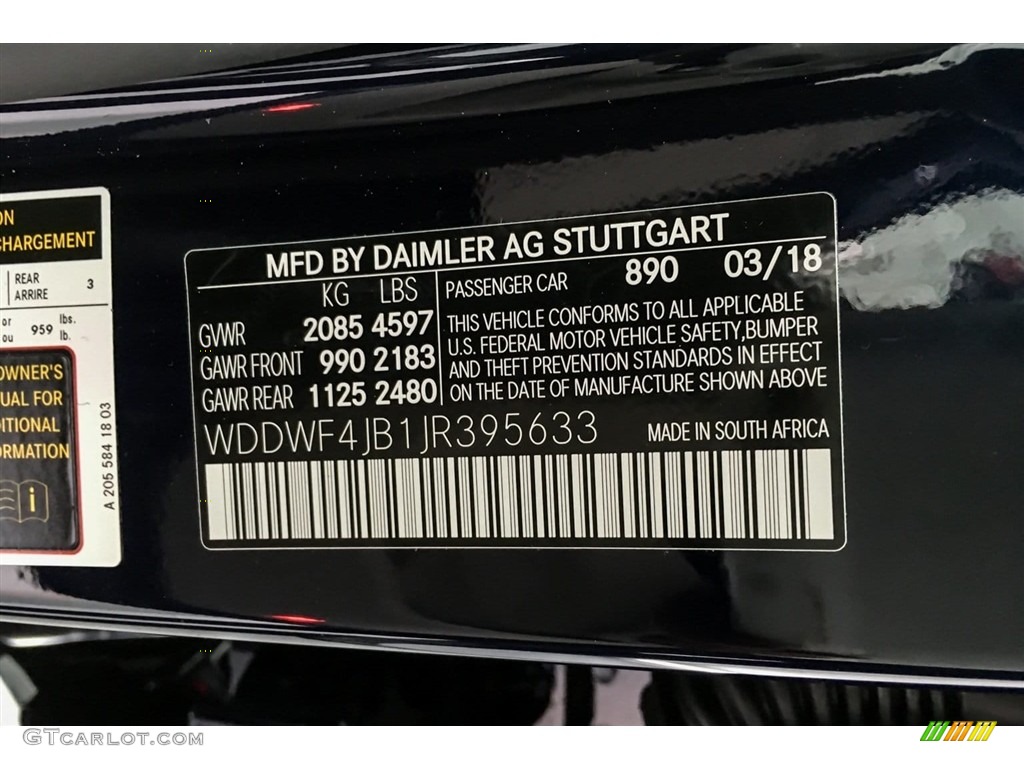 ON
CHARGEMENT
REAR
ARRIRE
3
or
ou
959
lbs.
lb.
OWNER'S
UAL FOR
DITIONAL
ORMATION
i
A 205 584 18 03
MFD BY DAIMLER AG STUTTGART
KG LBS
GVWR 2085 4597
GAWR FRONT 990 2183
GAWR REAR 1125 2480
PASSENGER CAR 890 03/18
THIS VEHICLE CONFORMS TO ALL APPLICABLE
U.S. FEDERAL MOTOR VEHICLE SAFETY,BUMPER
AND THEFT PREVENTION STANDARDS IN EFFECT
ON THE DATE OF MANUFACTURE SHOWN ABOVE
WDDWF4JB1JR395633 MADE IN SOUTH AFRICA
GTcarlot.com